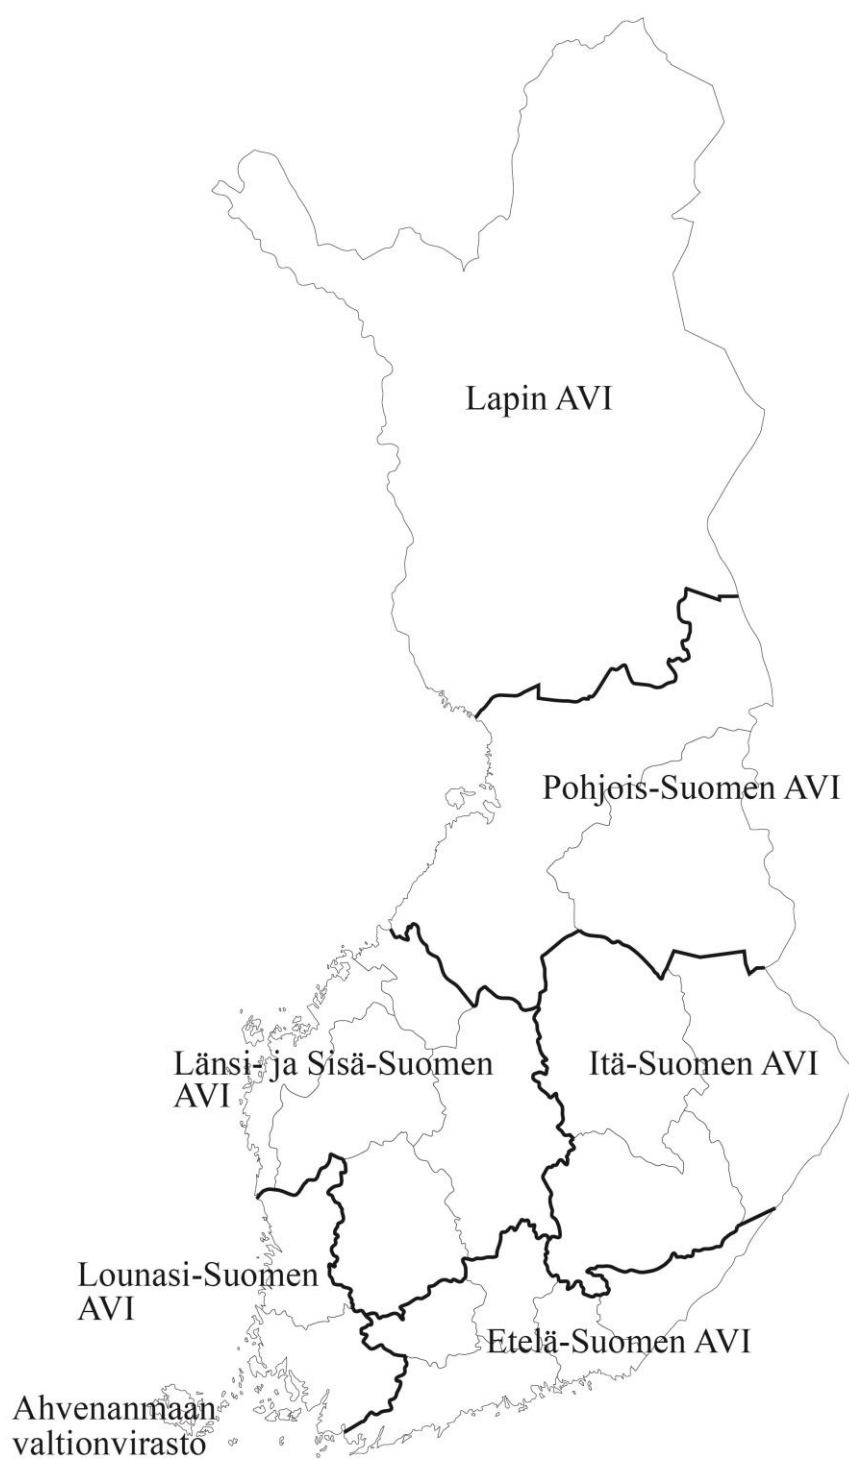 Lapin AVI
Pohjois-Suomen AVI
Länsi- ja Sisä-Suomen
AVI
Itä-Suomen AVI
Lounasi-Suomen
AVI
Etelä-Suomen AVI
Ahvenanmaan
valtionvirasto